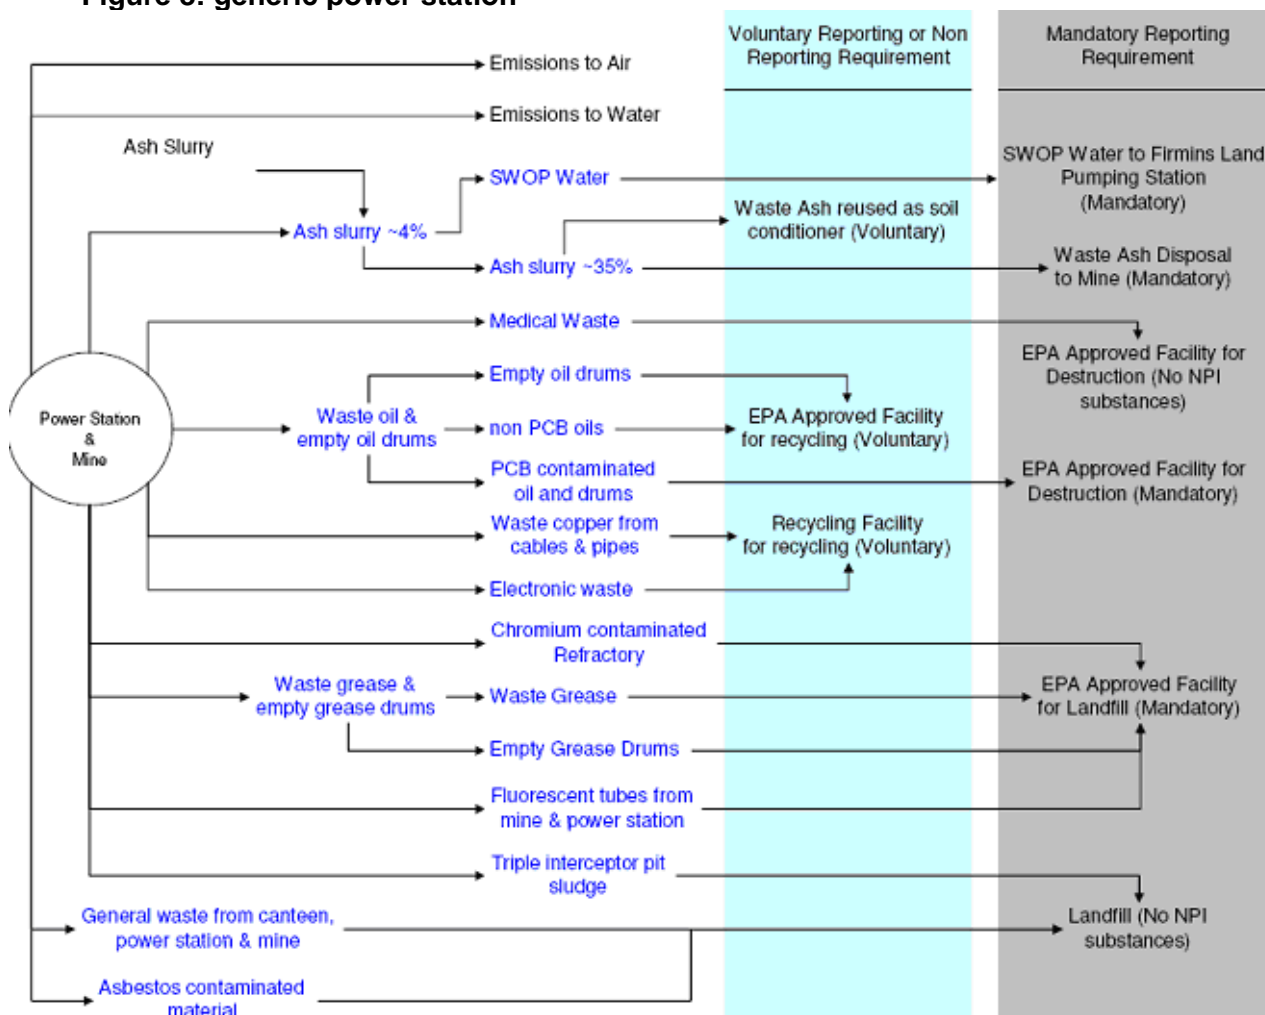 Figure 3: generic power station
Voluntary Reporting or Non
Reporting Requirement
Mandatory Reporting
Requirement
Emissions to Air
Emissions to Water
Ash Slurry
SWOP Water
SWOP Water to Firmins Land
Pumping Station
(Mandatory)
Waste Ash reused as soil
conditioner (Voluntary)
Ash slurry ~4%
Ash slurry ~35%
Waste Ash Disposal
to Mine (Mandatory)
Medical Waste
EPA Approved Facility for
Destruction (No NPI
substances)
Empty oil drums
Power Station
&
Mine
Waste oil &
empty oil drums
non PCB oils
EPA Approved Facility
for recycling (Voluntary)
PCB contaminated
oil and drums
EPA Approved Facility for
Destruction (Mandatory)
Waste copper from
cables & pipes
Recycling Facility
for recycling (Voluntary)
Electronic waste
Chromium contaminated
Refractory
Waste grease &
empty grease drums
Waste Grease
EPA Approved Facility
for Landfill (Mandatory)
Empty Grease Drums
Fluorescent tubes from
mine & power station
Triple interceptor pit
sludge
General waste from canteen,
power station & mine
Landfill (No NPI
substances)
Asbestos contaminated
material